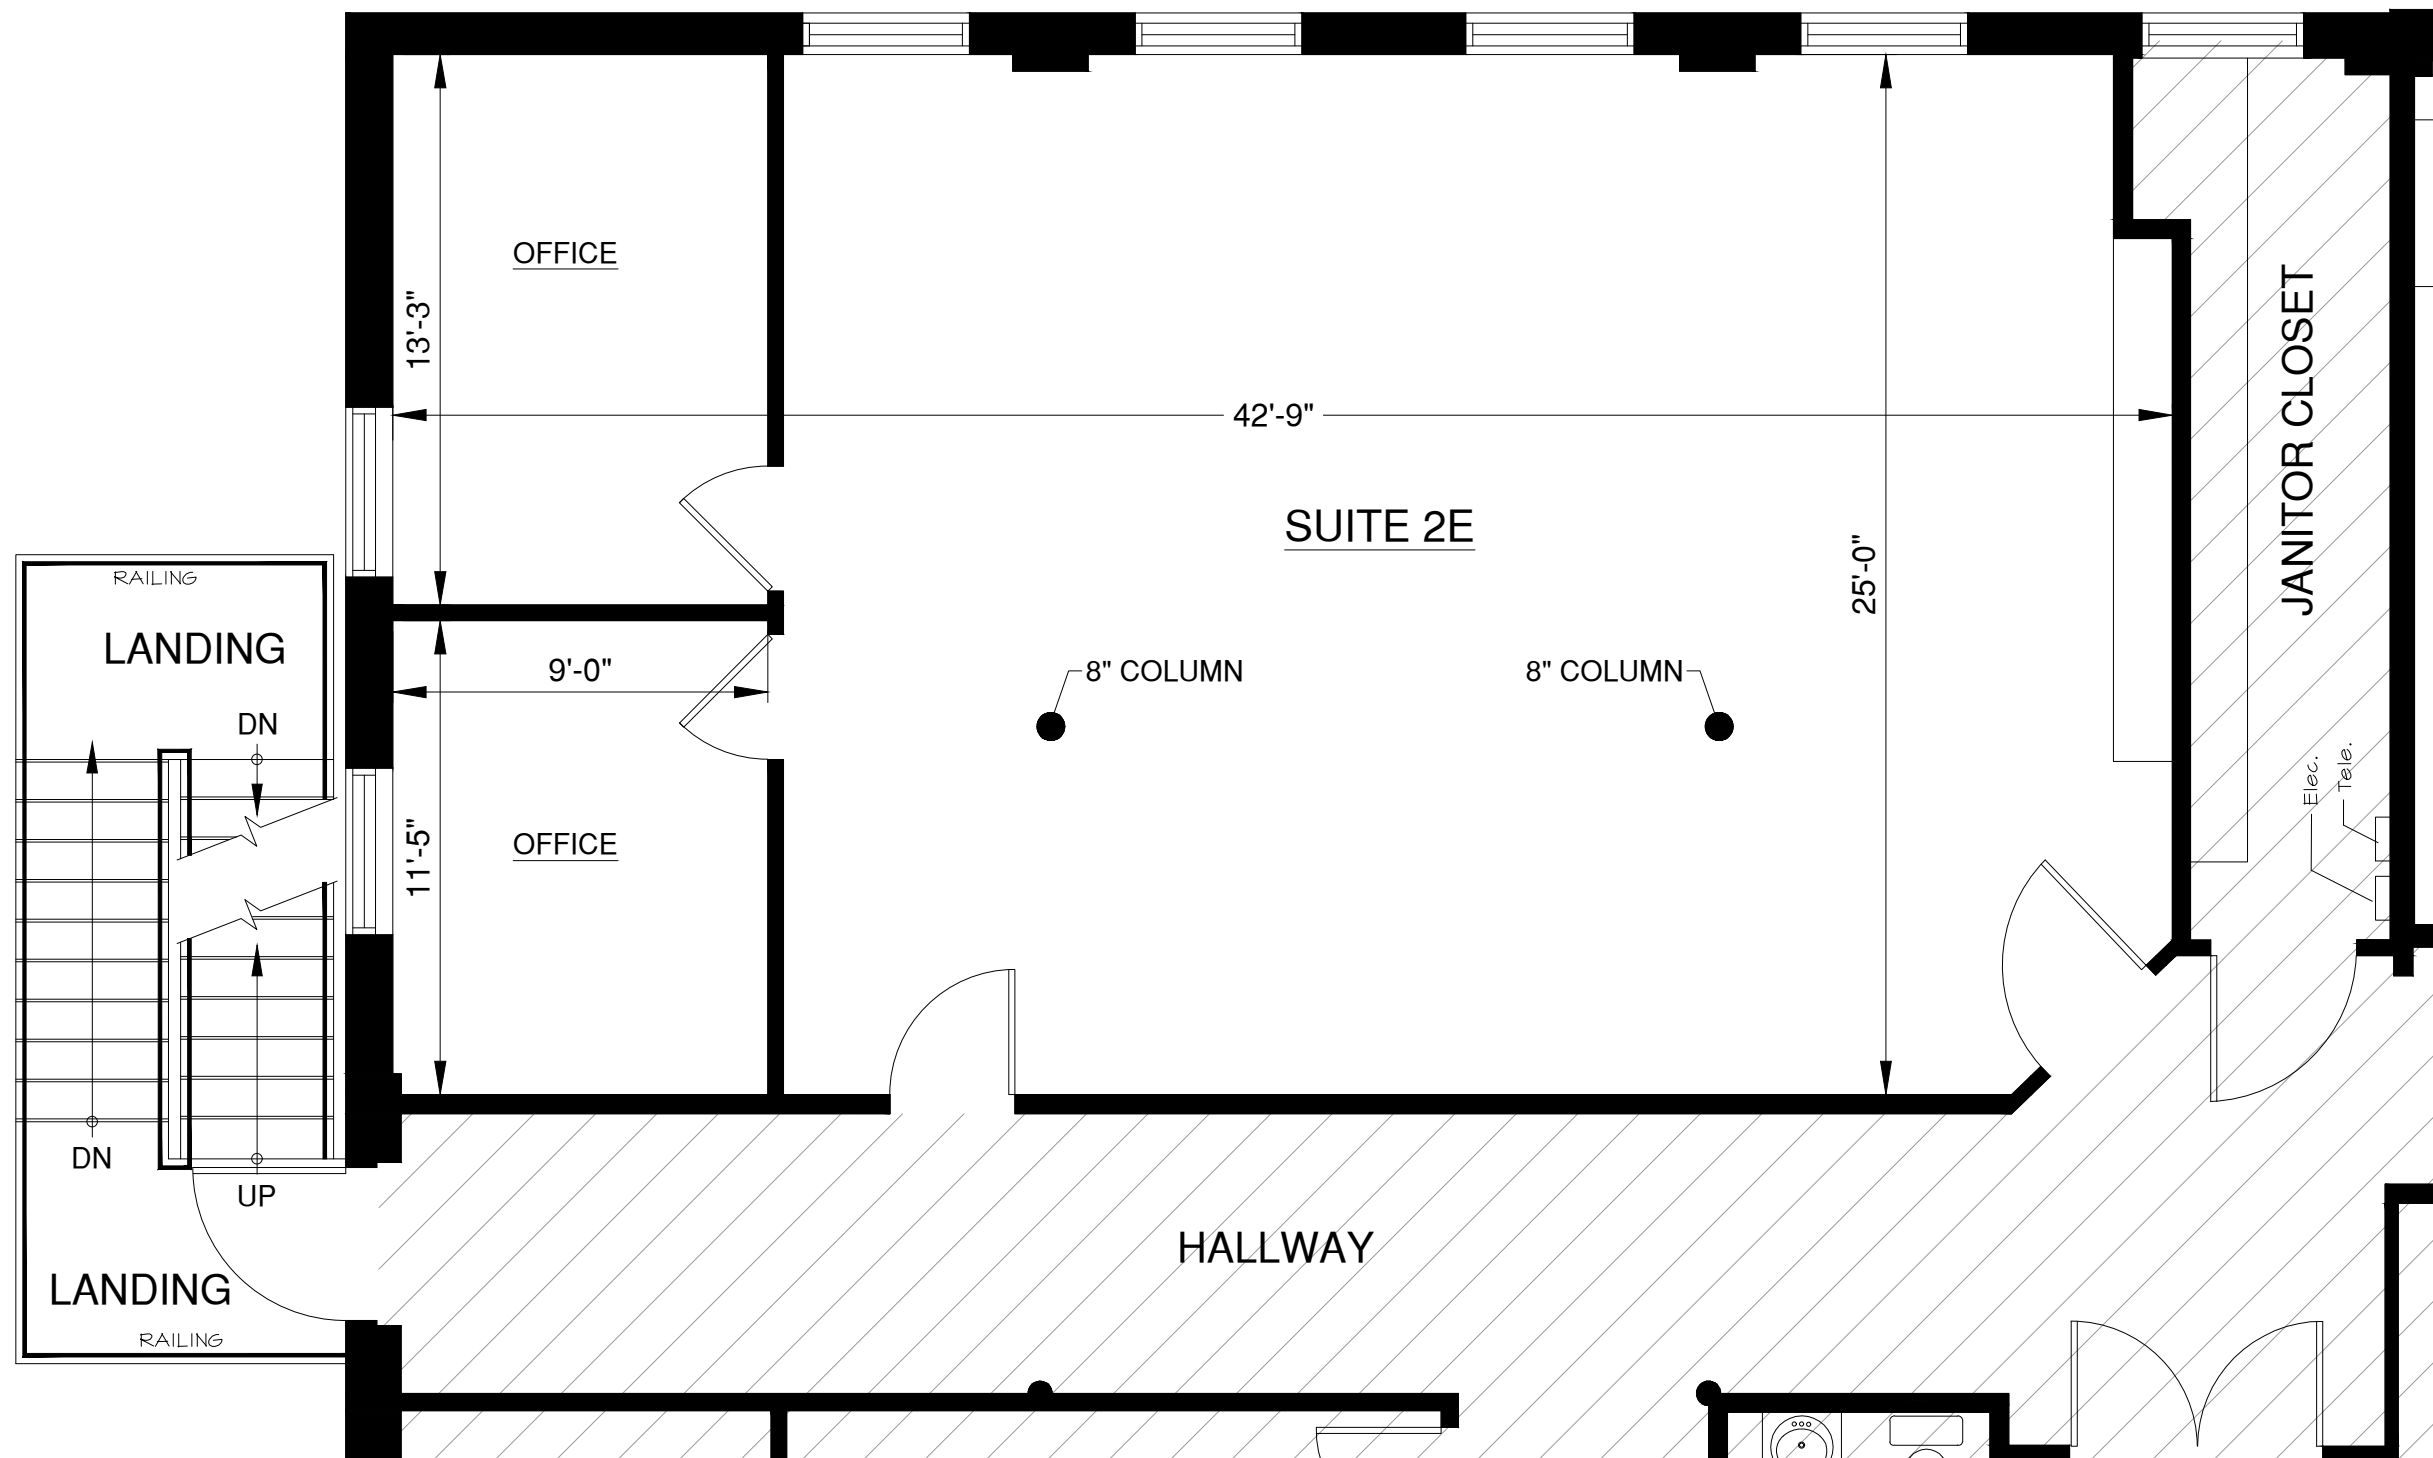 OFFICE
13'-3"
42'-9"
SUITE 2E
25'-0"
JANITOR CLOSET
RAILING
LANDING
DN
9'-0"
8" COLUMN
8" COLUMN
Elec.
Tele.
11'-5"
OFFICE
DN
UP
HALLWAY
LANDING
RAILING